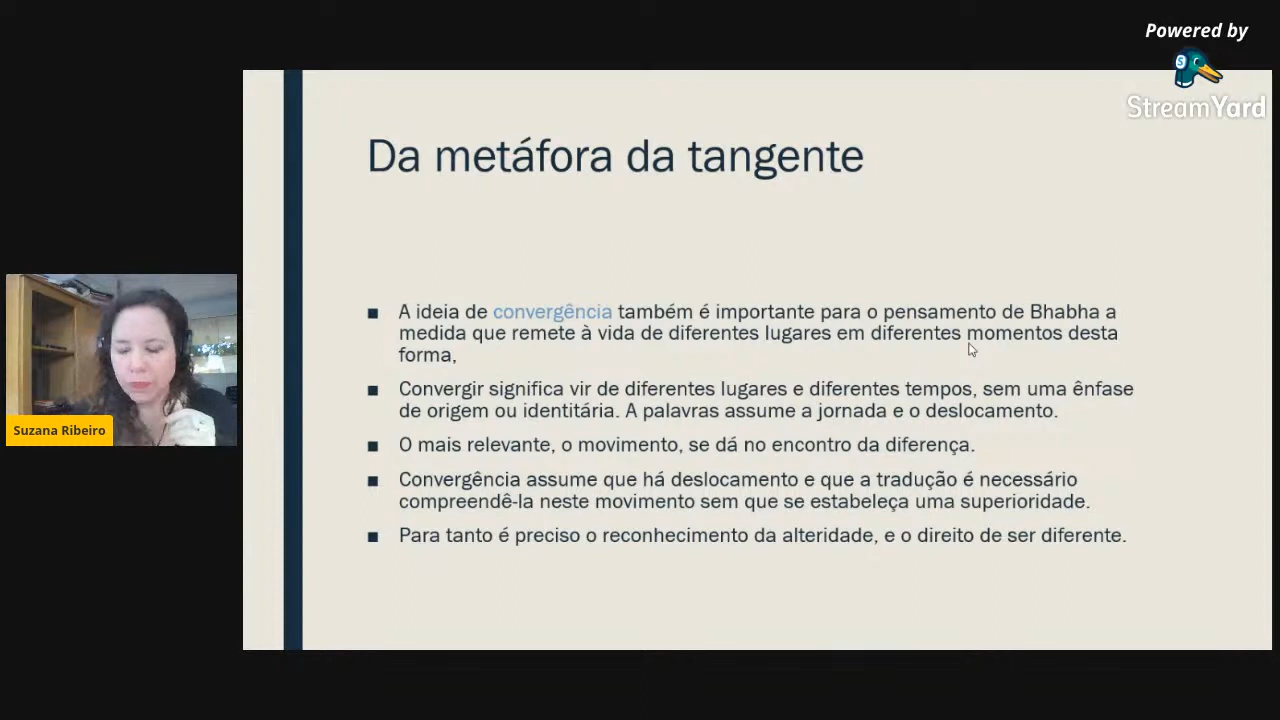 Powered by
StreamYard
Da metáfora da tangente
A ideia de convergência também é importante para o pensamento de Bhabha a
medida que remete à vida de diferentes lugares em diferentes momentos desta
forma,
Convergir significa vir de diferentes lugares e diferentes tempos, sem uma ênfase
de origem ou identitária. A palavras assume a jornada e o deslocamento.
O mais relevante, o movimento, se dá no encontro da diferença.
Convergência assume que há deslocamento e que a tradução é necessário
compreendê-la neste movimento sem que se estabeleça uma superioridade.
Para tanto é preciso o reconhecimento da alteridade, e o direito de ser diferente.
Suzana Ribeiro